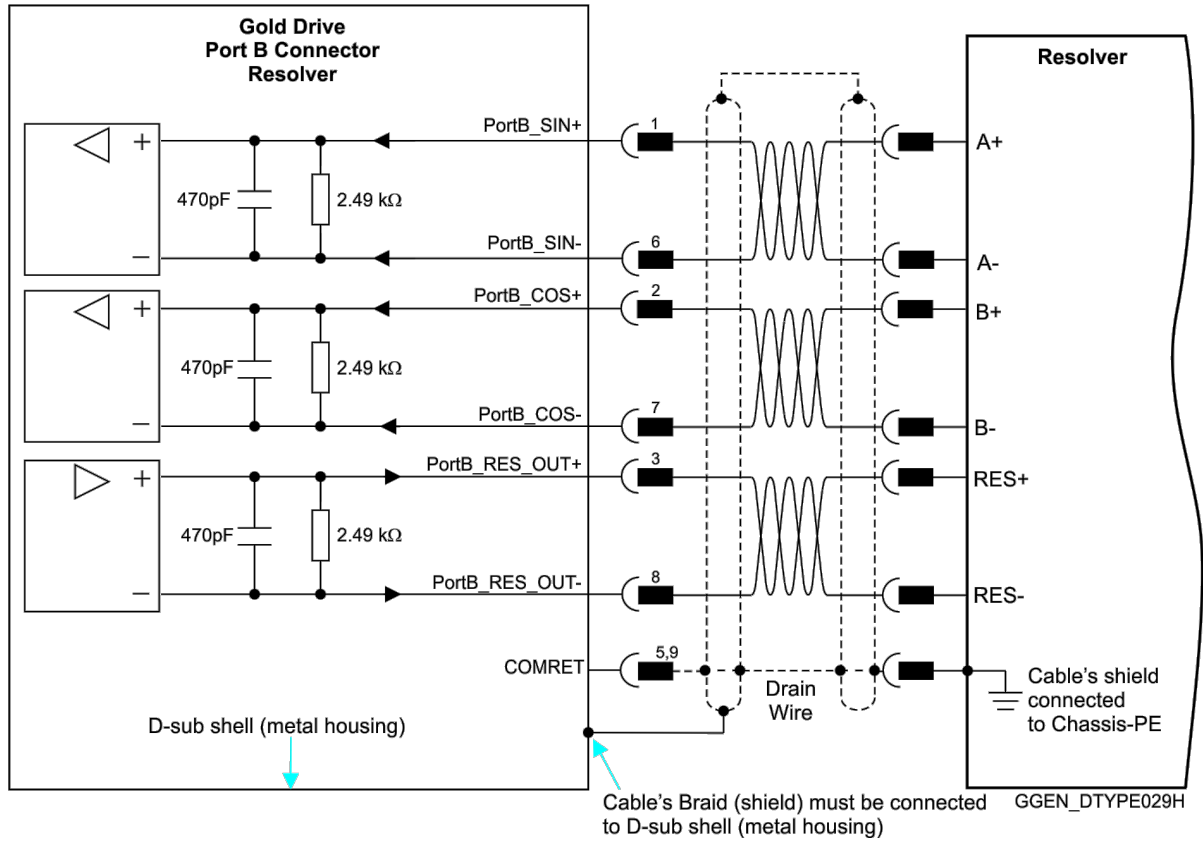 Gold Drive
Port B Connector
Resolver
Resolver
PortB_SIN+
1
+
A+
470pF
2.49 kΩ
PortB_SIN-
6
−
A-
PortB_COS+
2
+
B+
470pF
2.49 kΩ
PortB_COS-
7
−
B-
PortB_RES_OUT+
3
+
RES+
470pF
2.49 kΩ
PortB_RES_OUT-
8
−
RES-
COMRET
5,9
Drain
Wire
Cable's shield
connected
to Chassis-PE
D-sub shell (metal housing)
Cable's Braid (shield) must be connected
to D-sub shell (metal housing)
GGEN_DTYPE029H